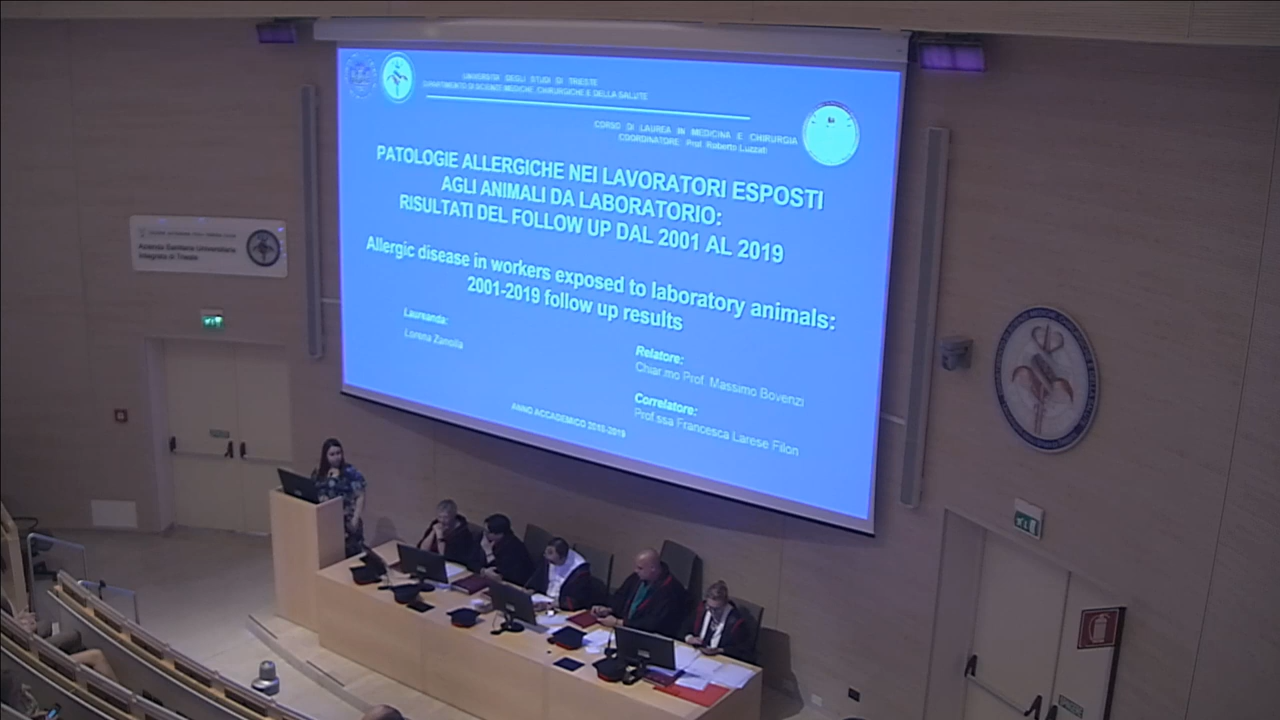 UNIVERSITA' DEGLI STUDI DI TRIESTE
DIPARTIMENTO DI SCIENZE MEDICHE, CHIRURGICHE E DELLA SALUTE
CORSO DI LAUREA IN MEDICINA E CHIRURGIA
COORDINATORE: Prof. Roberto Luzzati
PATOLOGIE ALLERGICHE NEI LAVORATORI ESPOSTI
AGLI ANIMALI DA LABORATORIO:
RISULTATI DEL FOLLOW UP DAL 2001 AL 2019
Allergic disease in workers exposed to laboratory animals:
2001-2019 follow up results
Laureanda:
Lorena Zanolla
Relatore:
Chiar.mo Prof. Massimo Bovenzi
Correlatore:
Prof.ssa Francesca Larese Filon
ANNO ACCADEMICO 2018-2019
Azienda Sanitaria Universitaria
Integrata di Trieste